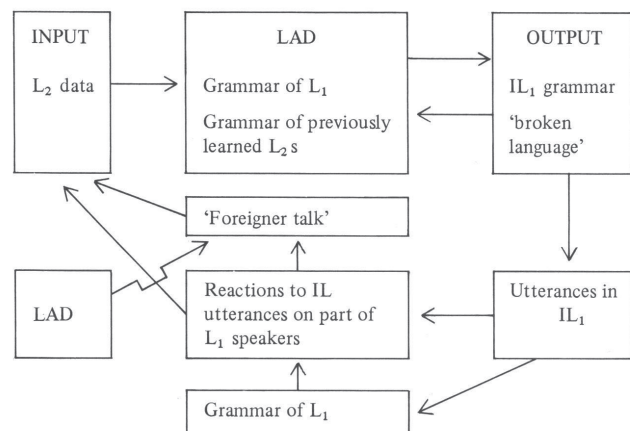 INPUT
L₂ data
LAD
Grammar of L₁
Grammar of previously
learned L₂s
OUTPUT
IL₁ grammar
‘broken
language’
‘Foreigner talk’
LAD
Reactions to IL
utterances on part of
L₁ speakers
Utterances in
IL₁
Grammar of L₁